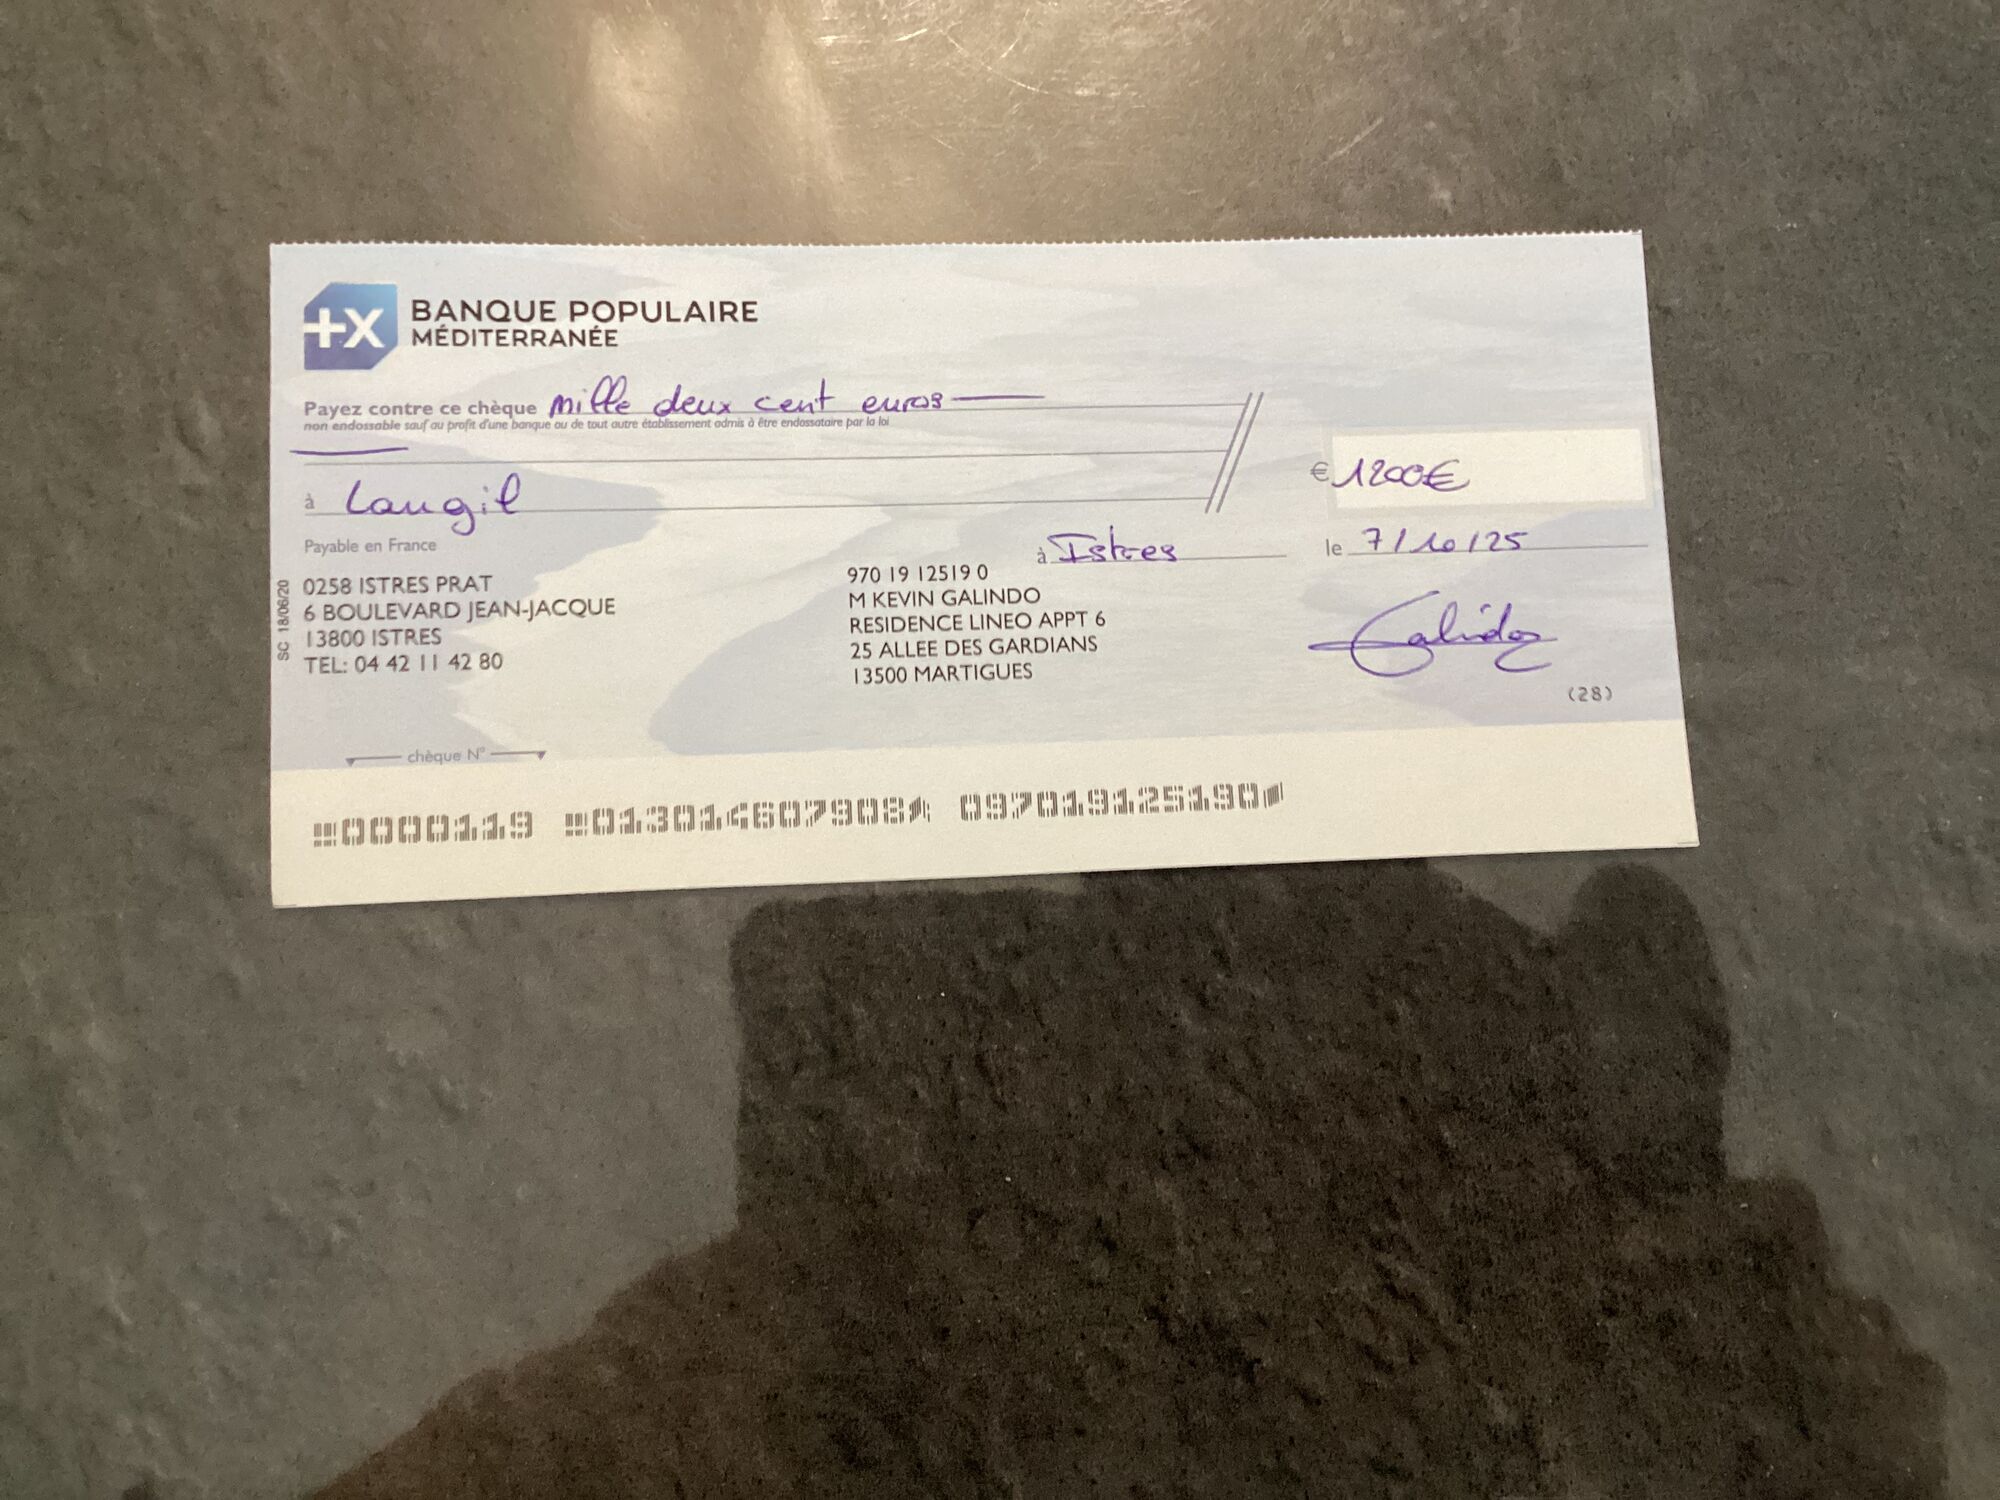 +X BANQUE POPULAIRE
MÉDITERRANÉE
Payez contre ce chèque mille deux cent euros
non endossable sauf au profit d'une banque ou de tout autre établissement admis à être endossataire par la loi
€ 1200€
à Laugil
Payable en France
à Istres le 7/10/25
SC 18/06/20
0258 ISTRES PRAT
6 BOULEVARD JEAN-JACQUE
13800 ISTRES
TEL: 04 42 11 42 80
970 19 12519 0
M KEVIN GALINDO
RESIDENCE LINEO APPT 6
25 ALLEE DES GARDIANS
13500 MARTIGUES
Galindo
(28)
chèque N°
0000119 013014607908 097019125190